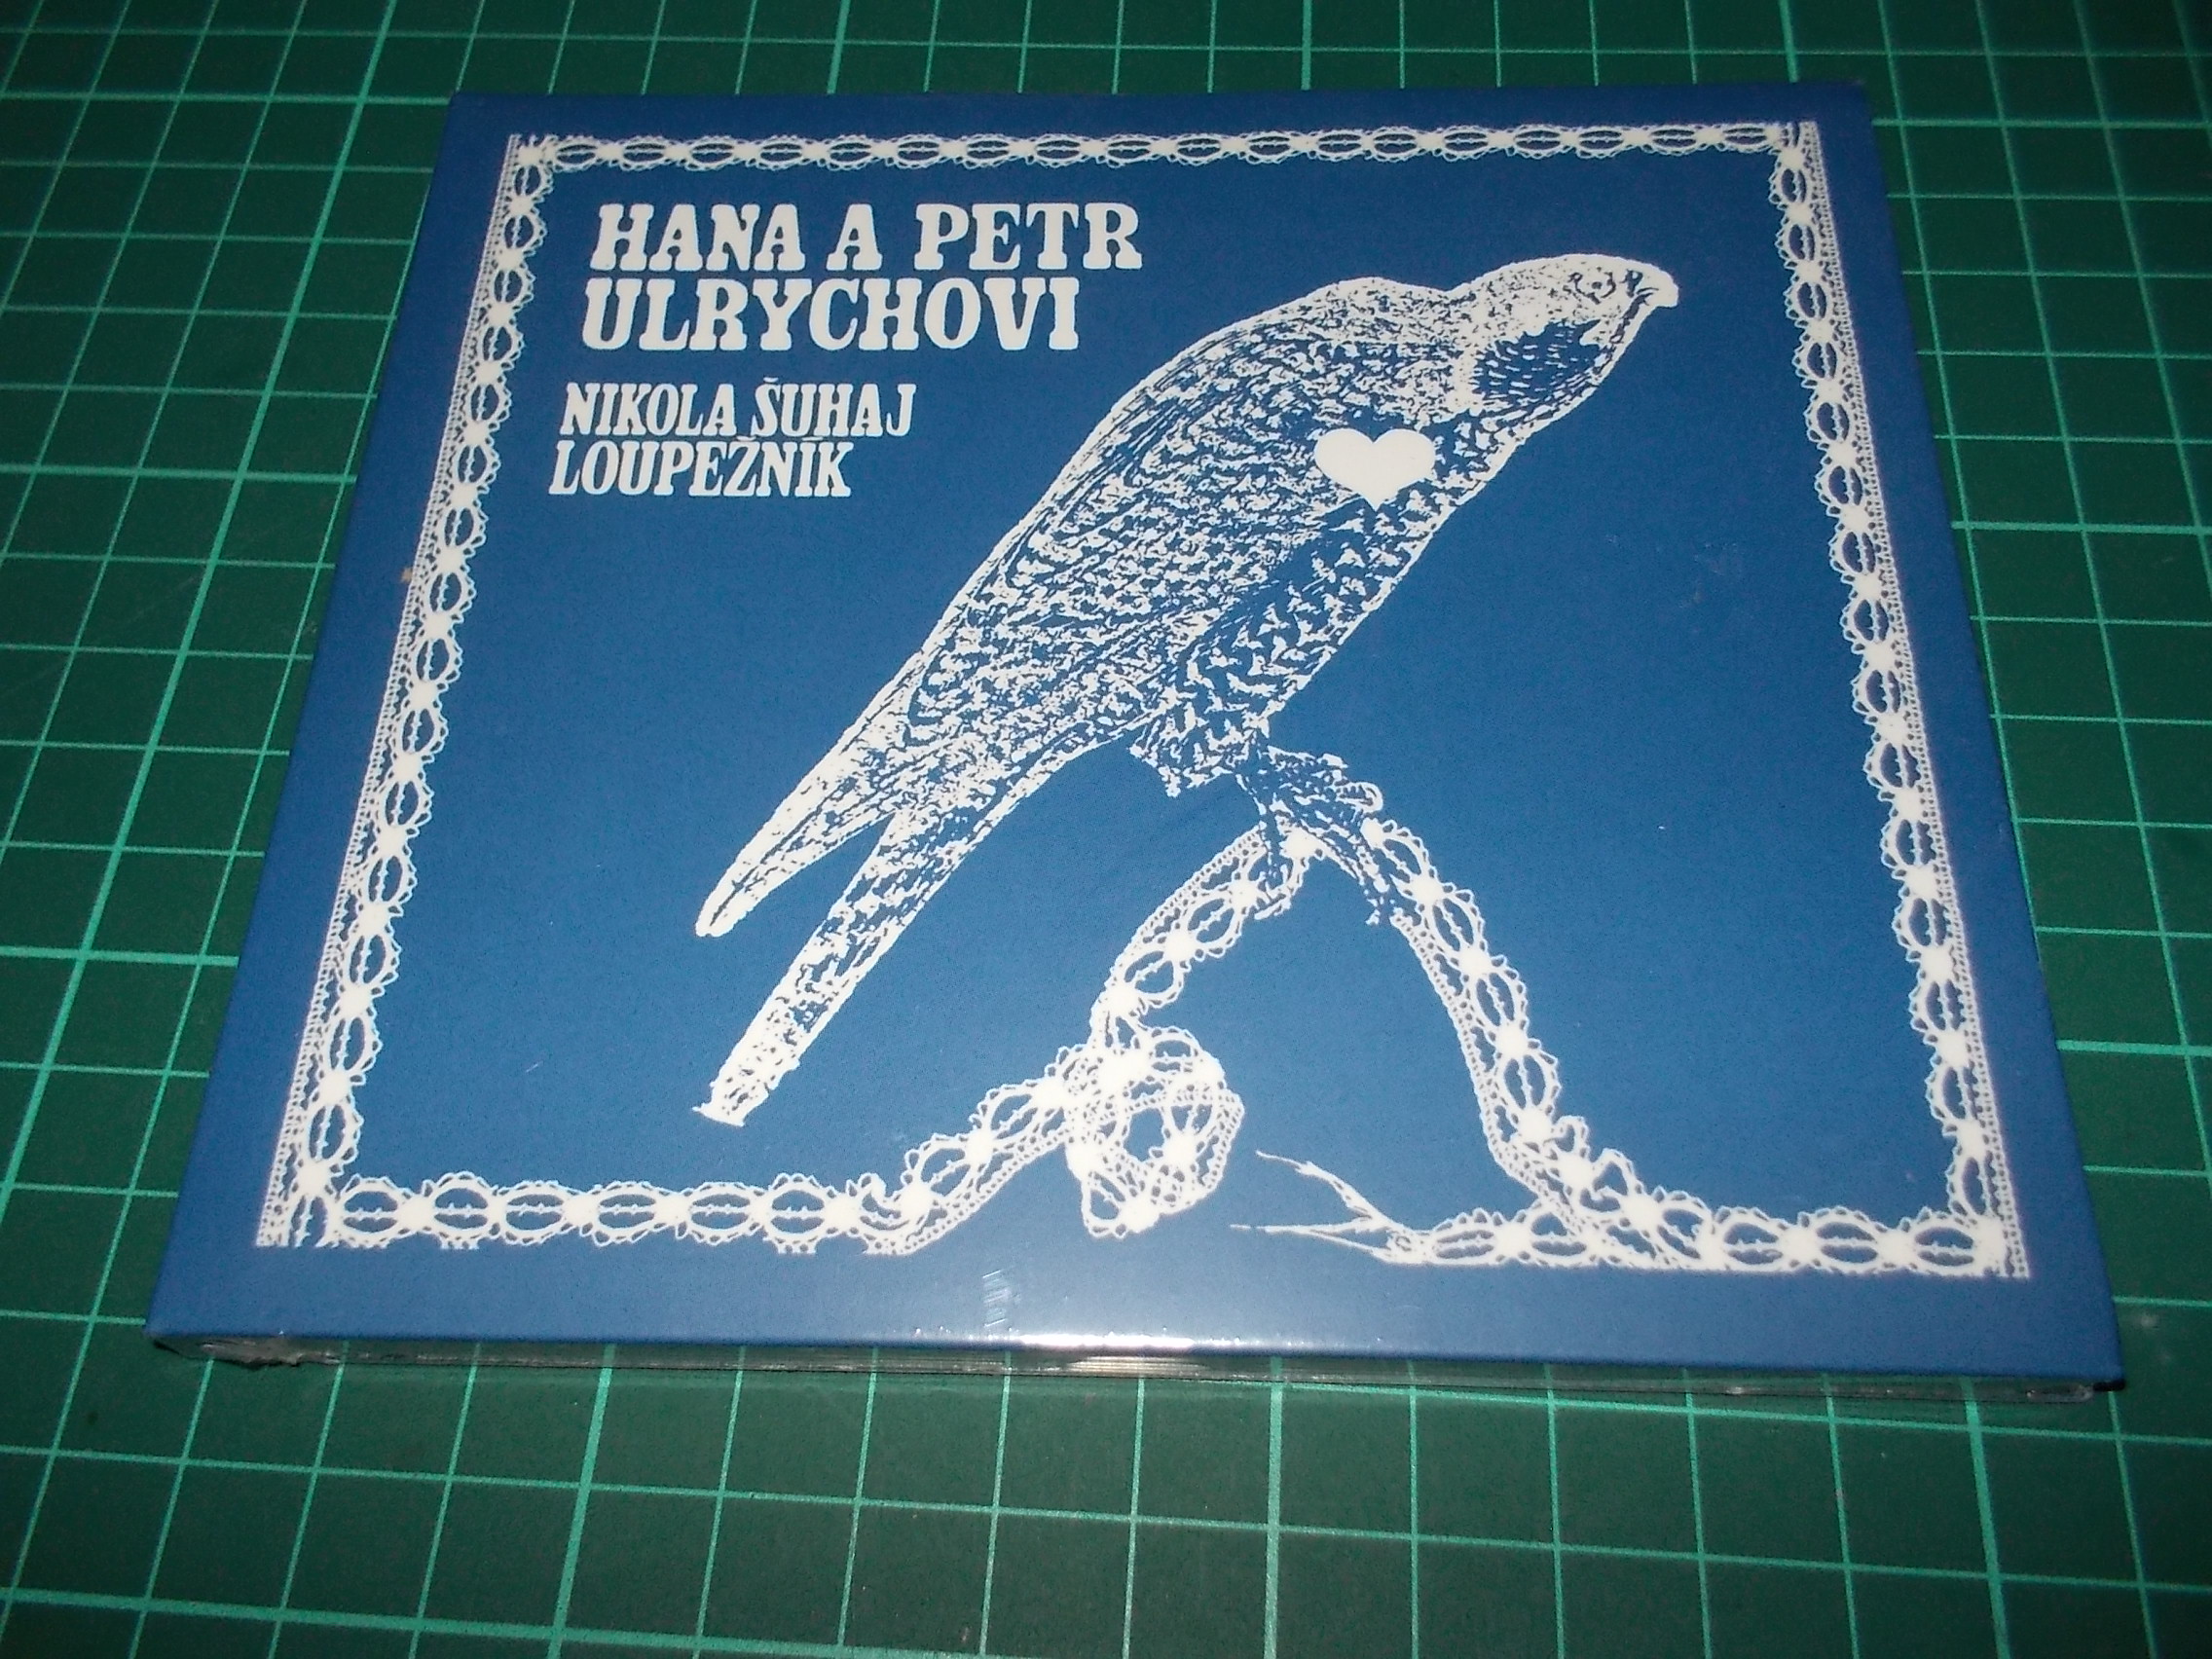 HANA A PETR
ULRYCHOVI
NIKOLA ŠUHAJ
LOUPEŽNÍK